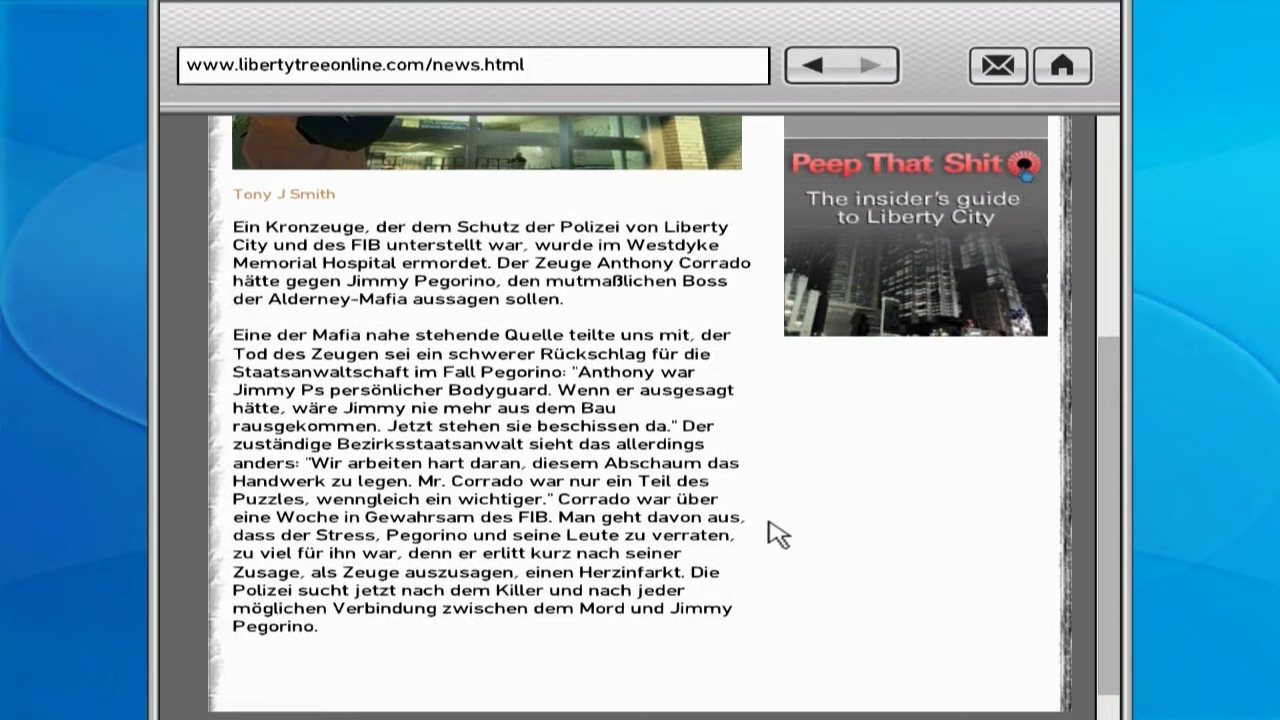 www.libertytreeonline.com/news.html
Peep That Shit
The insider's guide
to Liberty City
Tony J Smith
Ein Kronzeuge, der dem Schutz der Polizei von Liberty
City und des FIB unterstellt war, wurde im Westdyke
Memorial Hospital ermordet. Der Zeuge Anthony Corrado
hätte gegen Jimmy Pegorino, den mutmaßlichen Boss
der Alderney-Mafia aussagen sollen.
Eine der Mafia nahe stehende Quelle teilte uns mit, der
Tod des Zeugen sei ein schwerer Rückschlag für die
Staatsanwaltschaft im Fall Pegorino: "Anthony war
Jimmy Ps persönlicher Bodyguard. Wenn er ausgesagt
hätte, wäre Jimmy nie mehr aus dem Bau
rausgekommen. Jetzt stehen sie beschissen da." Der
zuständige Bezirksstaatsanwalt sieht das allerdings
anders: "Wir arbeiten hart daran, diesem Abschaum das
Handwerk zu legen. Mr. Corrado war nur ein Teil des
Puzzles, wenngleich ein wichtiger." Corrado war über
eine Woche in Gewahrsam des FIB. Man geht davon aus,
dass der Stress, Pegorino und seine Leute zu verraten,
zu viel für ihn war, denn er erlitt kurz nach seiner
Zusage, als Zeuge auszusagen, einen Herzinfarkt. Die
Polizei sucht jetzt nach dem Killer und nach jeder
möglichen Verbindung zwischen dem Mord und Jimmy
Pegorino.